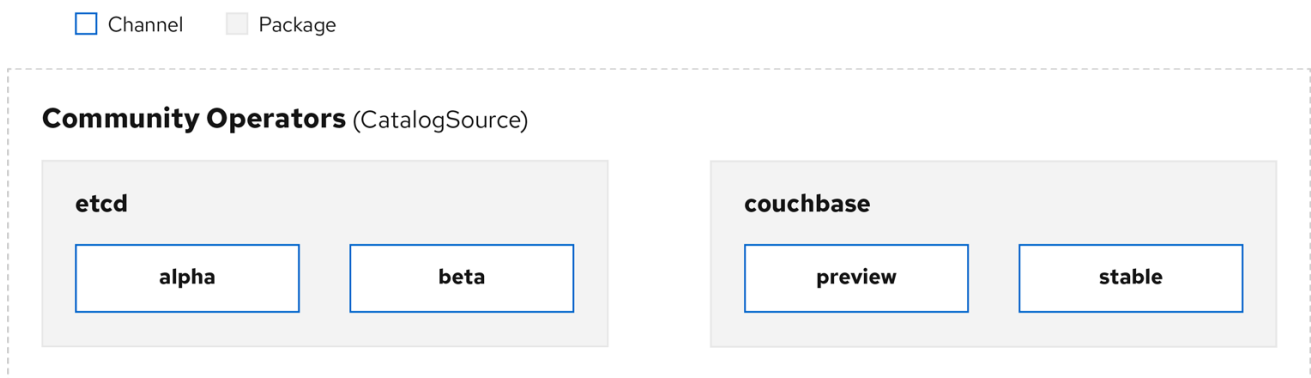 Channel Package
Community Operators (CatalogSource)
etcd couchbase
alpha beta preview stable